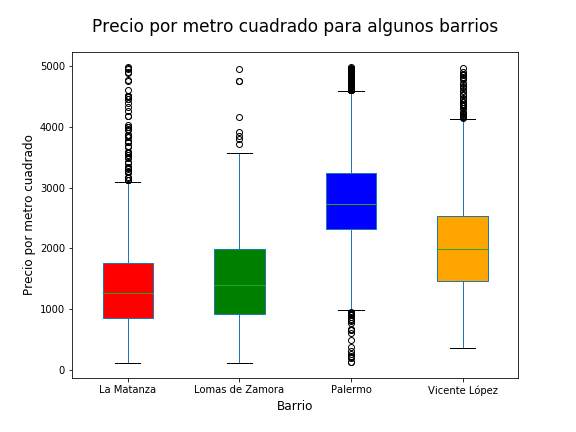 Precio por metro cuadrado para algunos barrios
Precio por metro cuadrado
5000
4000
3000
2000
1000
0
La Matanza
Lomas de Zamora
Palermo
Vicente López
Barrio